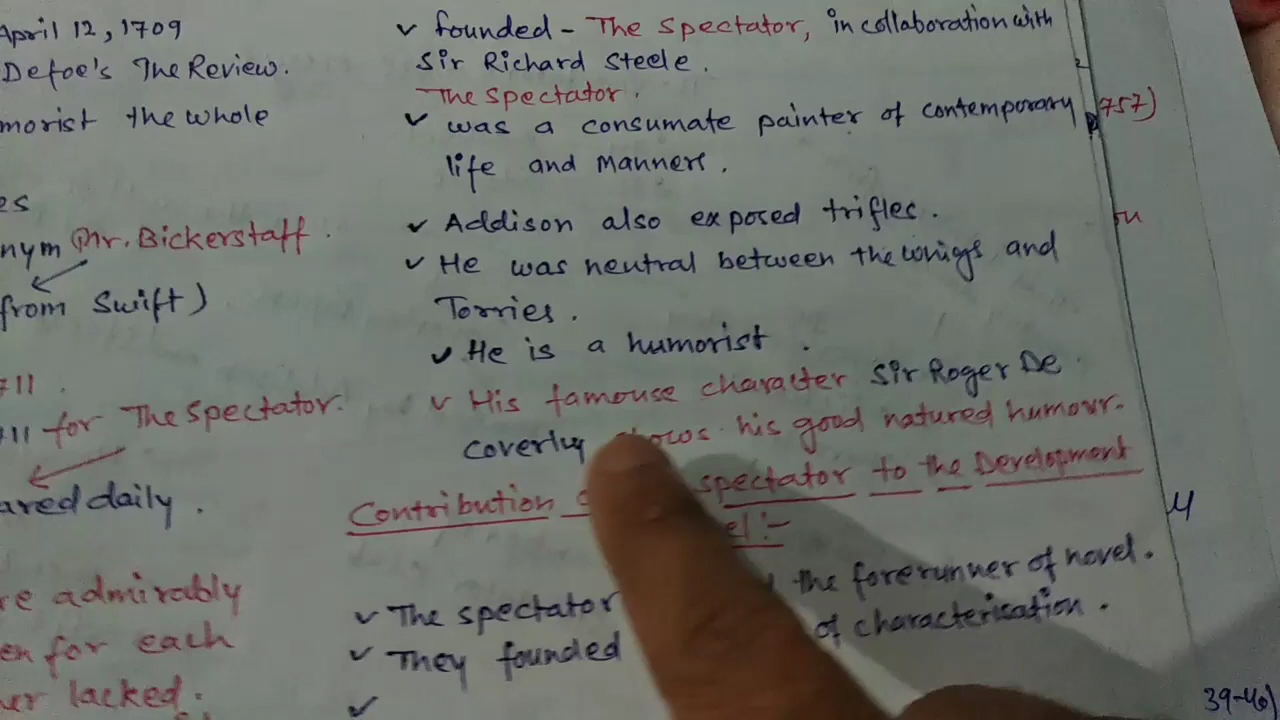 April 12, 1709
Defoe's The Review.
morist the whole
es
nym Mr. Bickerstaff.
from Swift)
711.
711 for The Spectator.
ared daily.
re admirably
en for each
er lacked.
✓ founded - The Spectator, in collaboration with
Sir Richard Steele.
The Spectator.
✓ was a consumate painter of contemporary
life and Manners.
✓ Addison also exposed trifles.
✓ He was neutral between the Whigs and
Torries.
✓ He is a humorist.
✓ His famouse character Sir Roger De
coverly shows his good natured humour.
Contribution spectator to the Development
el:-
✓ The spectator the forerunner of novel.
✓ They founded of characterisation.
✓
757)
39-40)